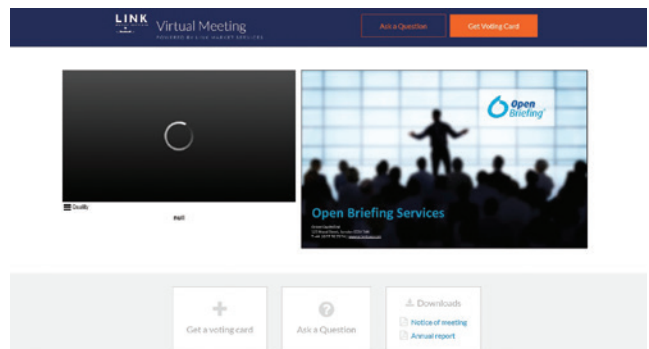 LINK
Virtual Meeting
POWERED BY LINK MARKET SERVICES
Ask a Question
Get Voting Card
Open
Briefing
Quality
null
Open Briefing Services
Get a voting card
Ask a Question
Downloads
Notice of meeting
Annual report